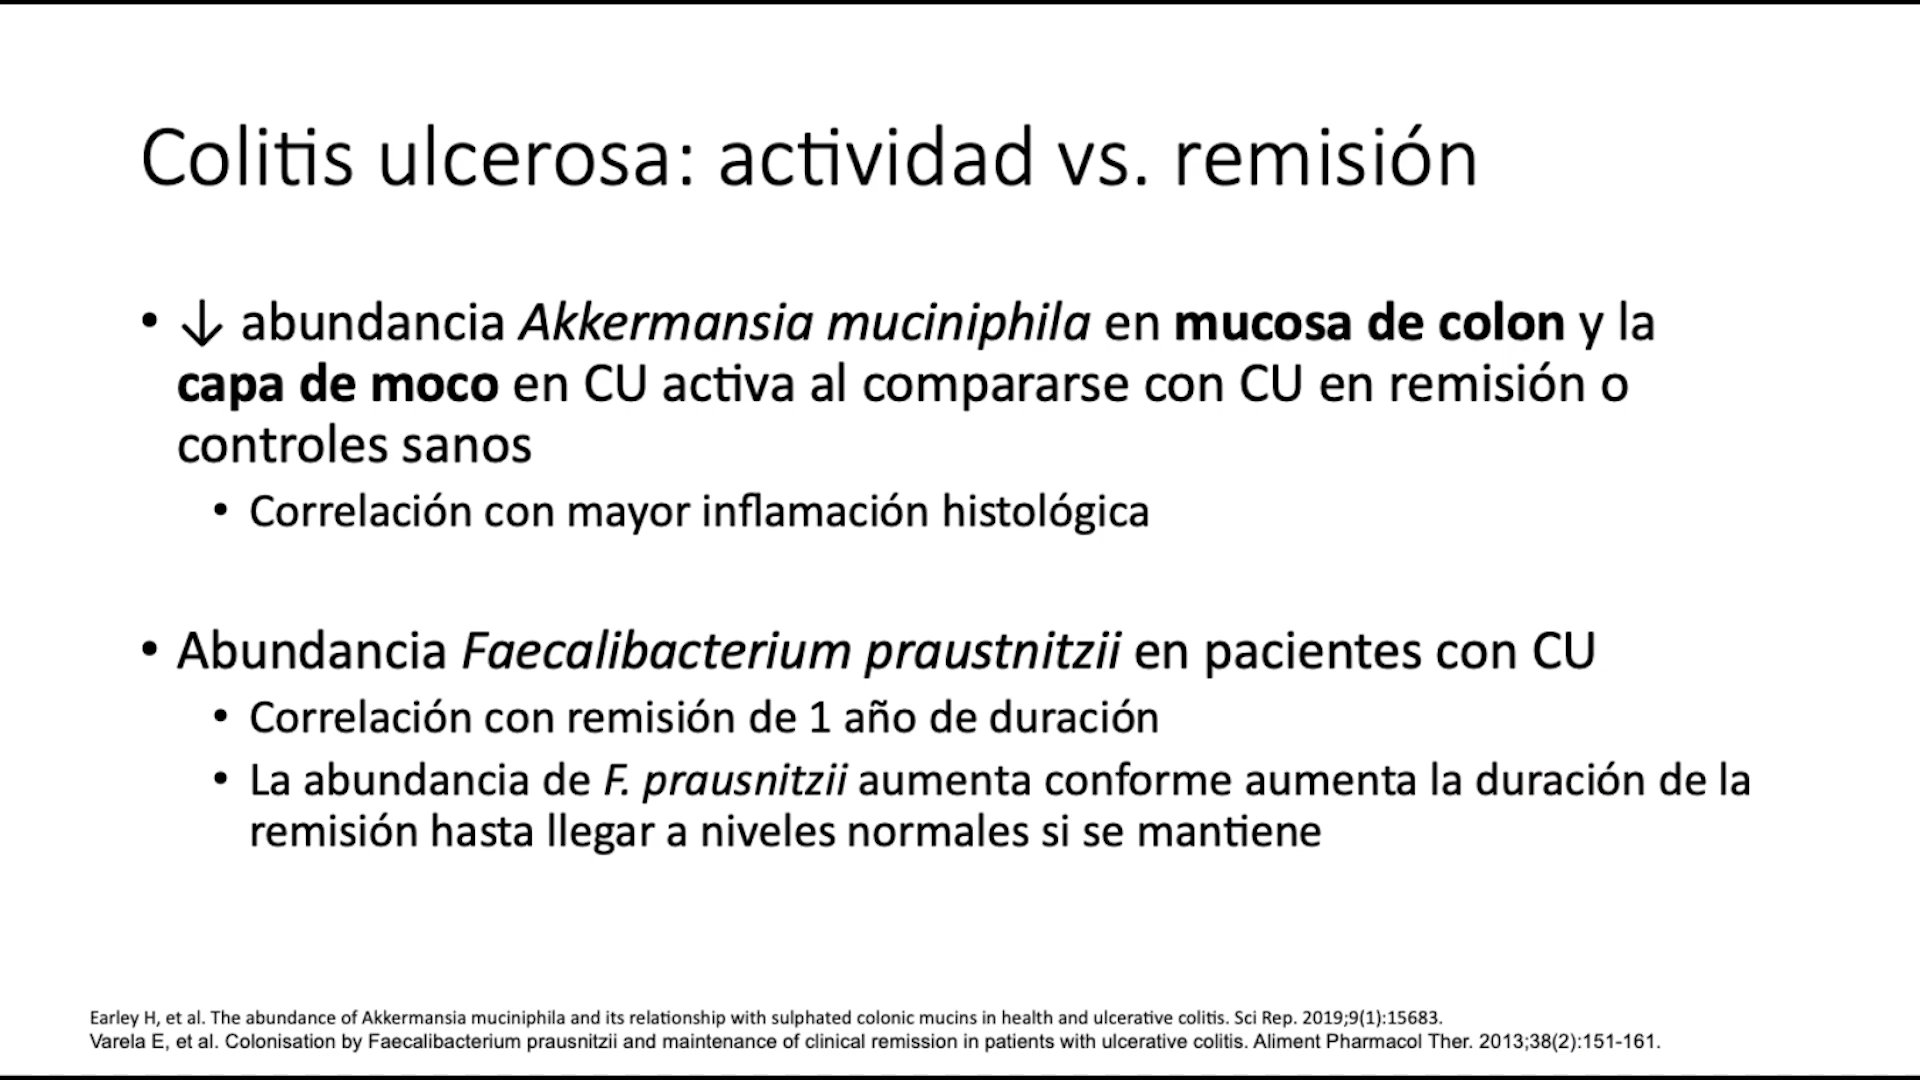 Colitis ulcerosa: actividad vs. remisión
• ↓ abundancia Akkermansia muciniphila en mucosa de colon y la
capa de moco en CU activa al compararse con CU en remisión o
controles sanos
• Correlación con mayor inflamación histológica
• Abundancia Faecalibacterium praustnitzii en pacientes con CU
• Correlación con remisión de 1 año de duración
• La abundancia de F. prausnitzii aumenta conforme aumenta la duración de la
remisión hasta llegar a niveles normales si se mantiene
Earley H, et al. The abundance of Akkermansia muciniphila and its relationship with sulphated colonic mucins in health and ulcerative colitis. Sci Rep. 2019;9(1):15683.
Varela E, et al. Colonisation by Faecalibacterium prausnitzii and maintenance of clinical remission in patients with ulcerative colitis. Aliment Pharmacol Ther. 2013;38(2):151-161.